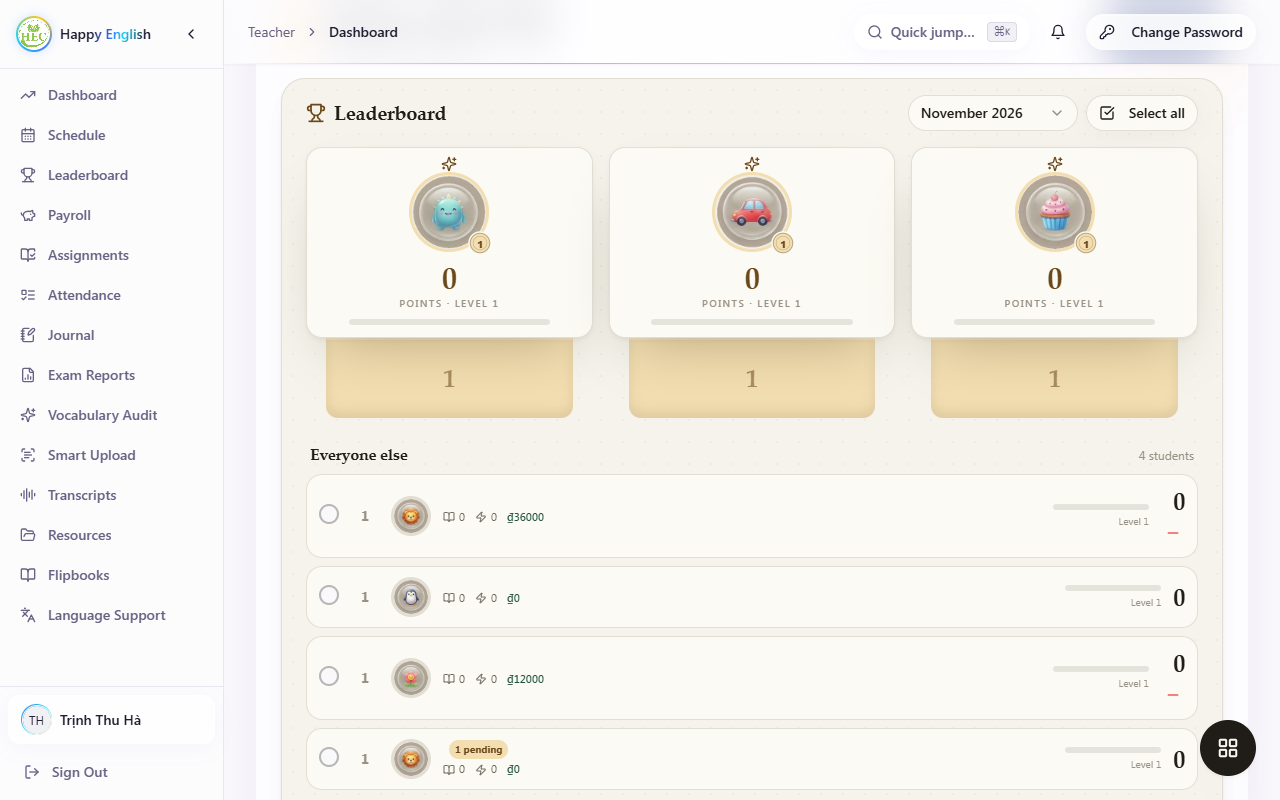 HEC
Happy English
Teacher
Dashboard
Quick jump...
⌘K
Change Password
Dashboard
Schedule
Leaderboard
Payroll
Assignments
Attendance
Journal
Exam Reports
Vocabulary Audit
Smart Upload
Transcripts
Resources
Flipbooks
Language Support
TH
Trịnh Thu Hà
Sign Out
Leaderboard
November 2026
Select all
1
0
POINTS · LEVEL 1
1
1
0
POINTS · LEVEL 1
1
1
0
POINTS · LEVEL 1
1
Everyone else
4 students
1
0
0
₫36000
Level 1
0
1
0
0
₫0
Level 1
0
1
0
0
₫12000
Level 1
0
1
1 pending
0
0
₫0
Level 1
0